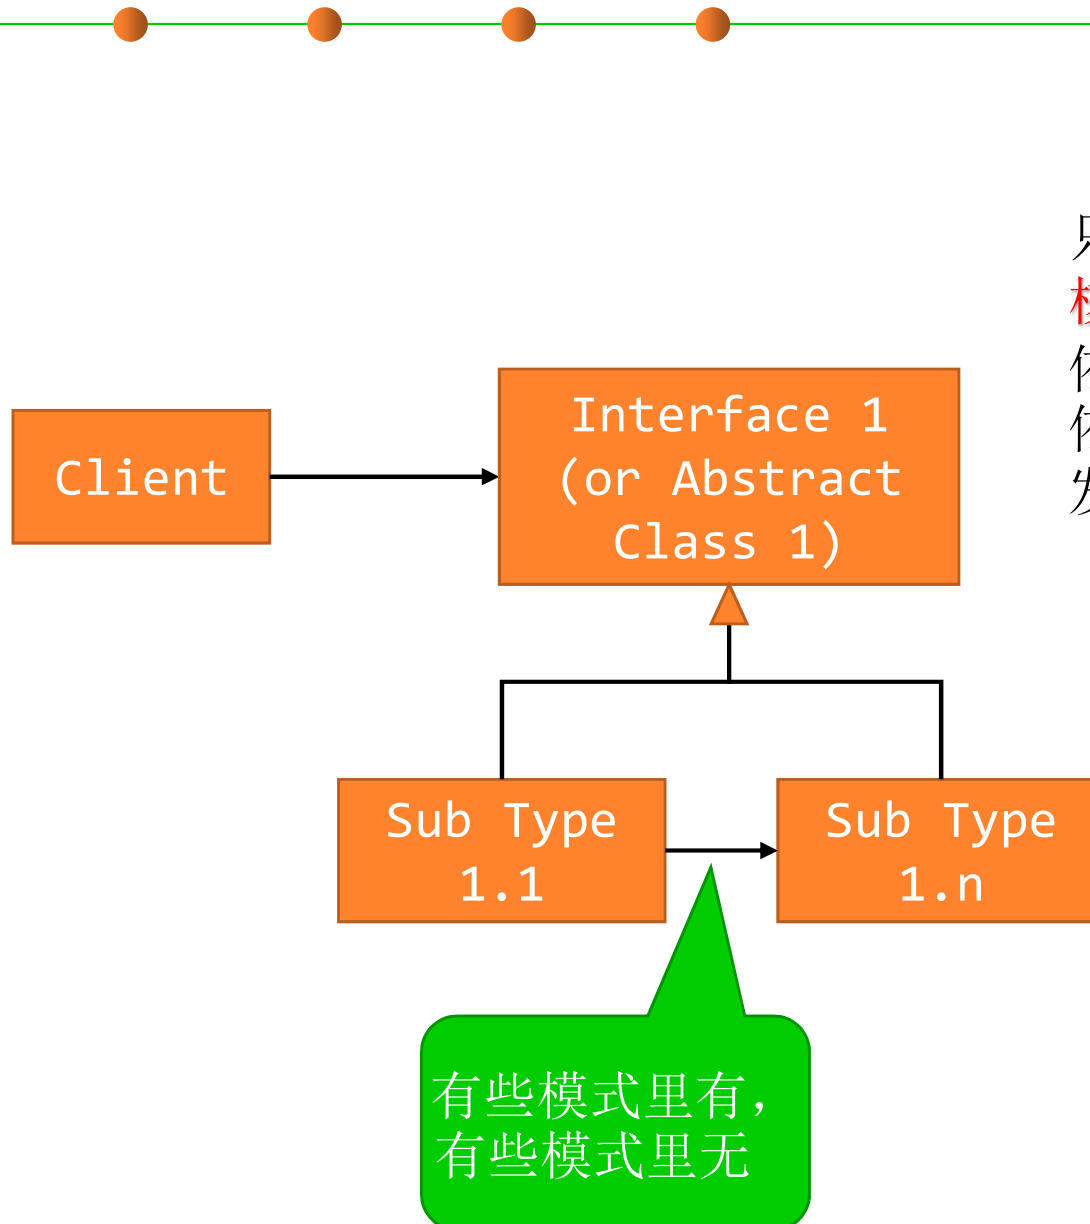 Client
Interface 1
(or Abstract
Class 1)
Sub Type
1.1
Sub Type
1.n
有些模式里有，
有些模式里无